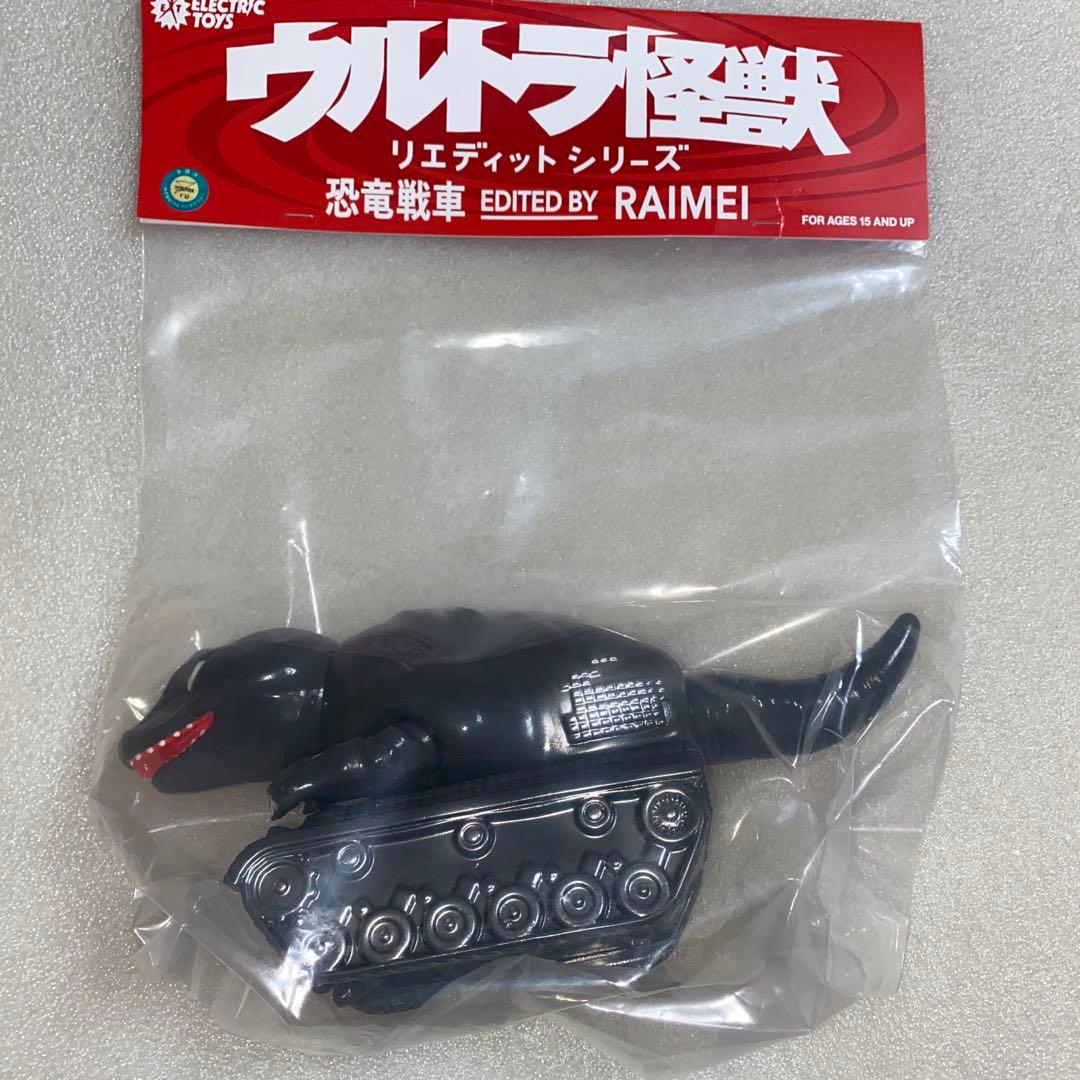 ELECTRIC
TOYS
ウルトラ怪獣
リエディットシリーズ
恐竜戦車 EDITED BY RAIMEI
FOR AGES 15 AND UP